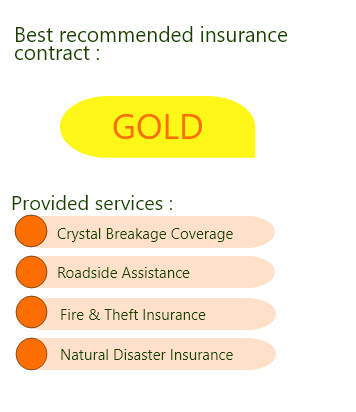 Best recommended insurance
contract :
GOLD
Provided services :
Crystal Breakage Coverage
Roadside Assistance
Fire & Theft Insurance
Natural Disaster Insurance